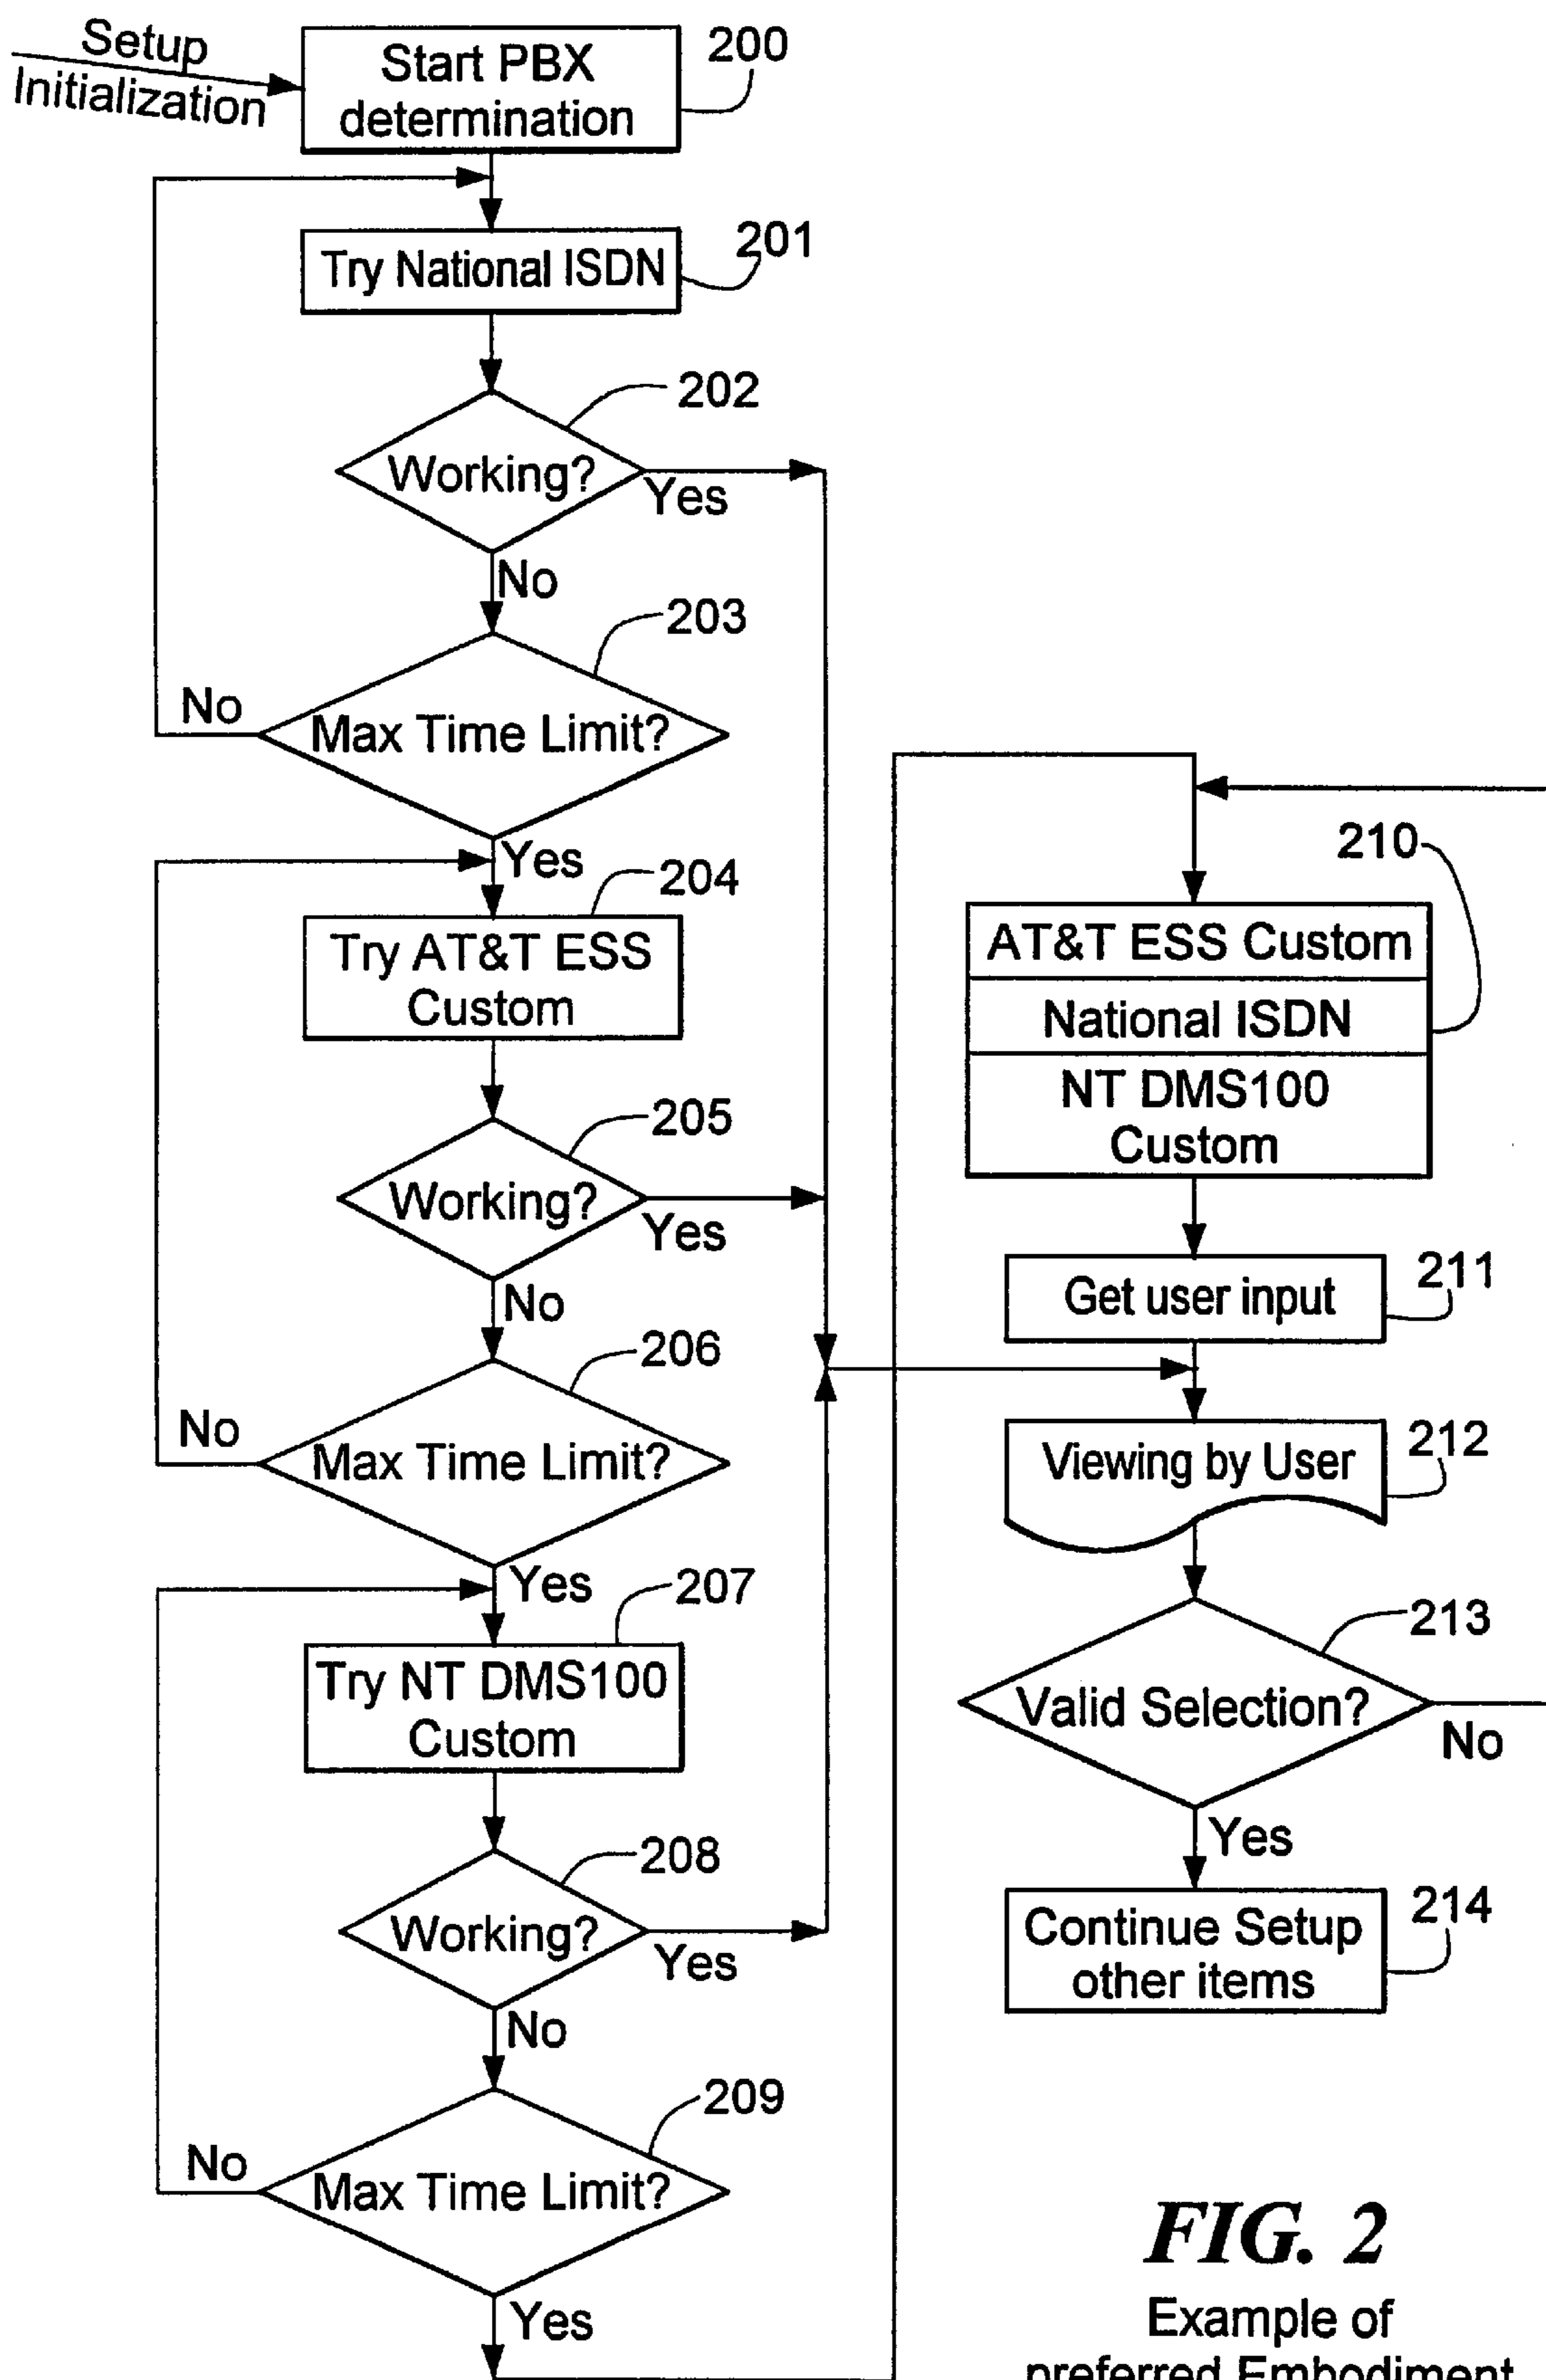 Setup
Initialization
Start PBX
determination
200
Try National ISDN
201
202
Working?
Yes
No
203
Max Time Limit?
No
Yes
204
Try AT&T ESS
Custom
205
Working?
Yes
No
206
Max Time Limit?
No
Yes
207
Try NT DMS100
Custom
208
Working?
Yes
No
209
Max Time Limit?
No
Yes
210
AT&T ESS Custom
National ISDN
NT DMS100
Custom
Get user input
211
Viewing by User
212
213
Valid Selection?
No
Yes
Continue Setup
other items
214
FIG. 2
Example of
preferred Embodiment